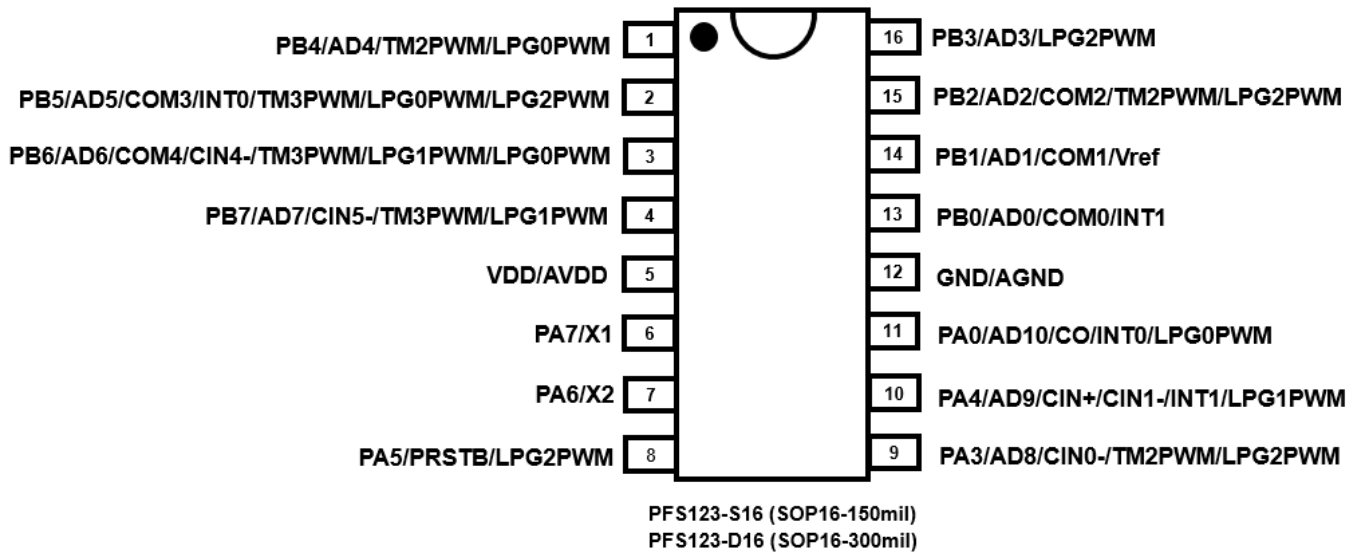 PB4/AD4/TM2PWM/LPG0PWM 1
PB5/AD5/COM3/INT0/TM3PWM/LPG0PWM/LPG2PWM 2
PB6/AD6/COM4/CIN4-/TM3PWM/LPG1PWM/LPG0PWM 3
PB7/AD7/CIN5-/TM3PWM/LPG1PWM 4
VDD/AVDD 5
PA7/X1 6
PA6/X2 7
PA5/PRSTB/LPG2PWM 8
16 PB3/AD3/LPG2PWM
15 PB2/AD2/COM2/TM2PWM/LPG2PWM
14 PB1/AD1/COM1/Vref
13 PB0/AD0/COM0/INT1
12 GND/AGND
11 PA0/AD10/CO/INT0/LPG0PWM
10 PA4/AD9/CIN+/CIN1-/INT1/LPG1PWM
9 PA3/AD8/CIN0-/TM2PWM/LPG2PWM
PFS123-S16 (SOP16-150mil)
PFS123-D16 (SOP16-300mil)